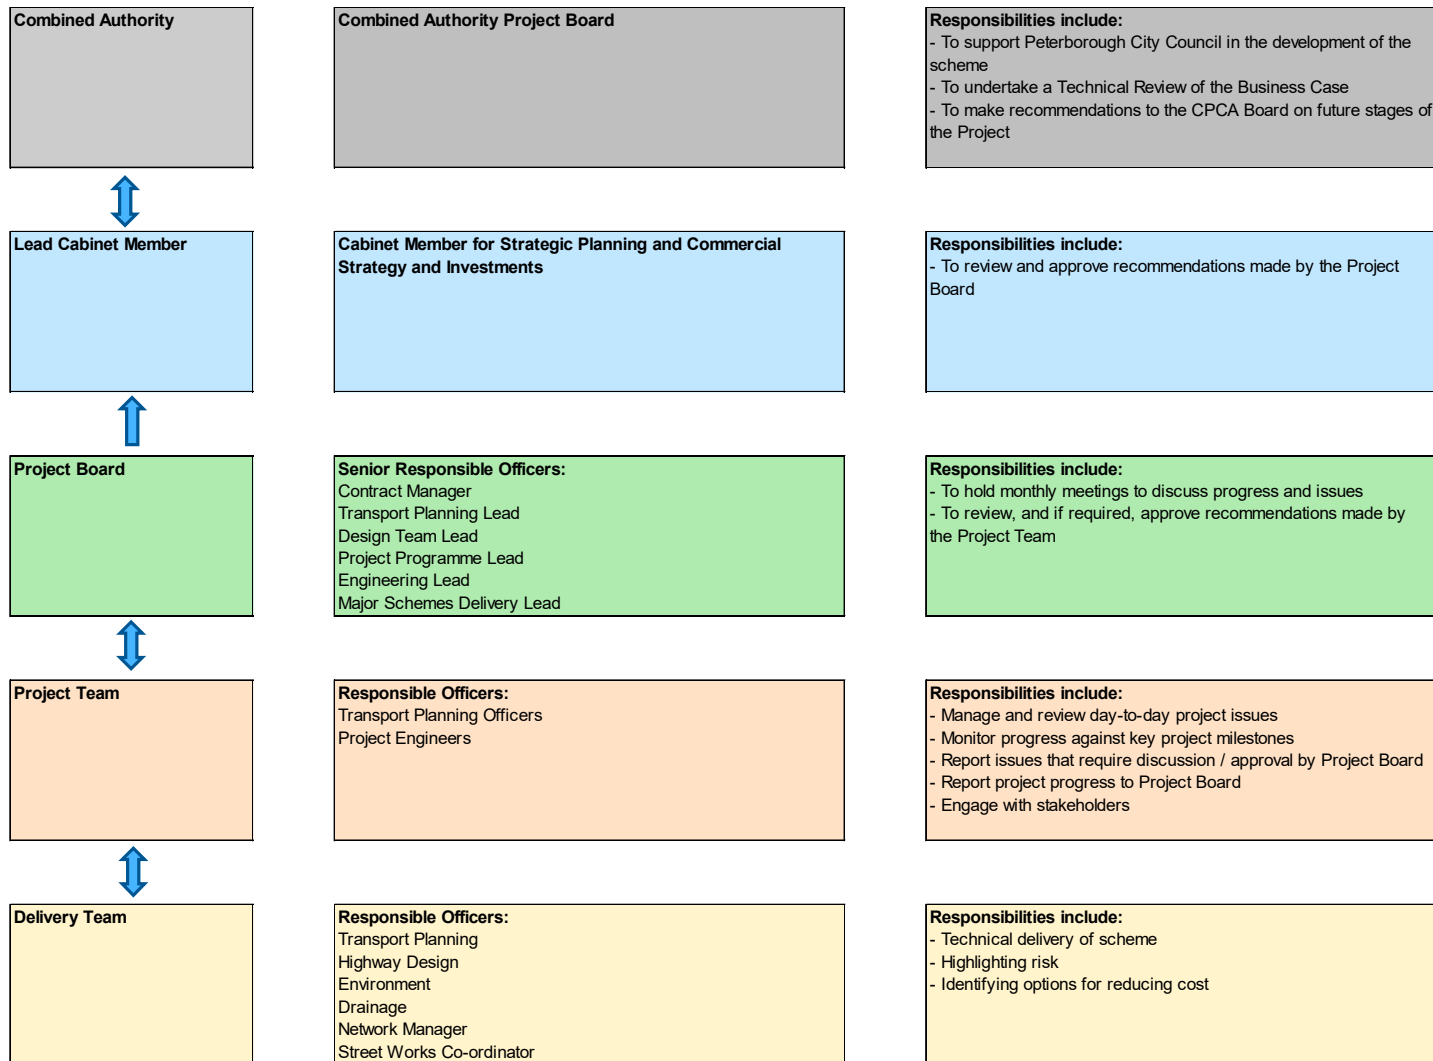 Combined Authority
Combined Authority Project Board
Responsibilities include:
- To support Peterborough City Council in the development of the
scheme
- To undertake a Technical Review of the Business Case
- To make recommendations to the CPCA Board on future stages of
the Project
Lead Cabinet Member
Cabinet Member for Strategic Planning and Commercial
Strategy and Investments
Responsibilities include:
- To review and approve recommendations made by the Project
Board
Project Board
Senior Responsible Officers:
Contract Manager
Transport Planning Lead
Design Team Lead
Project Programme Lead
Engineering Lead
Major Schemes Delivery Lead
Responsibilities include:
- To hold monthly meetings to discuss progress and issues
- To review, and if required, approve recommendations made by
the Project Team
Project Team
Responsible Officers:
Transport Planning Officers
Project Engineers
Responsibilities include:
- Manage and review day-to-day project issues
- Monitor progress against key project milestones
- Report issues that require discussion / approval by Project Board
- Report project progress to Project Board
- Engage with stakeholders
Delivery Team
Responsible Officers:
Transport Planning
Highway Design
Environment
Drainage
Network Manager
Street Works Co-ordinator
Responsibilities include:
- Technical delivery of scheme
- Highlighting risk
- Identifying options for reducing cost